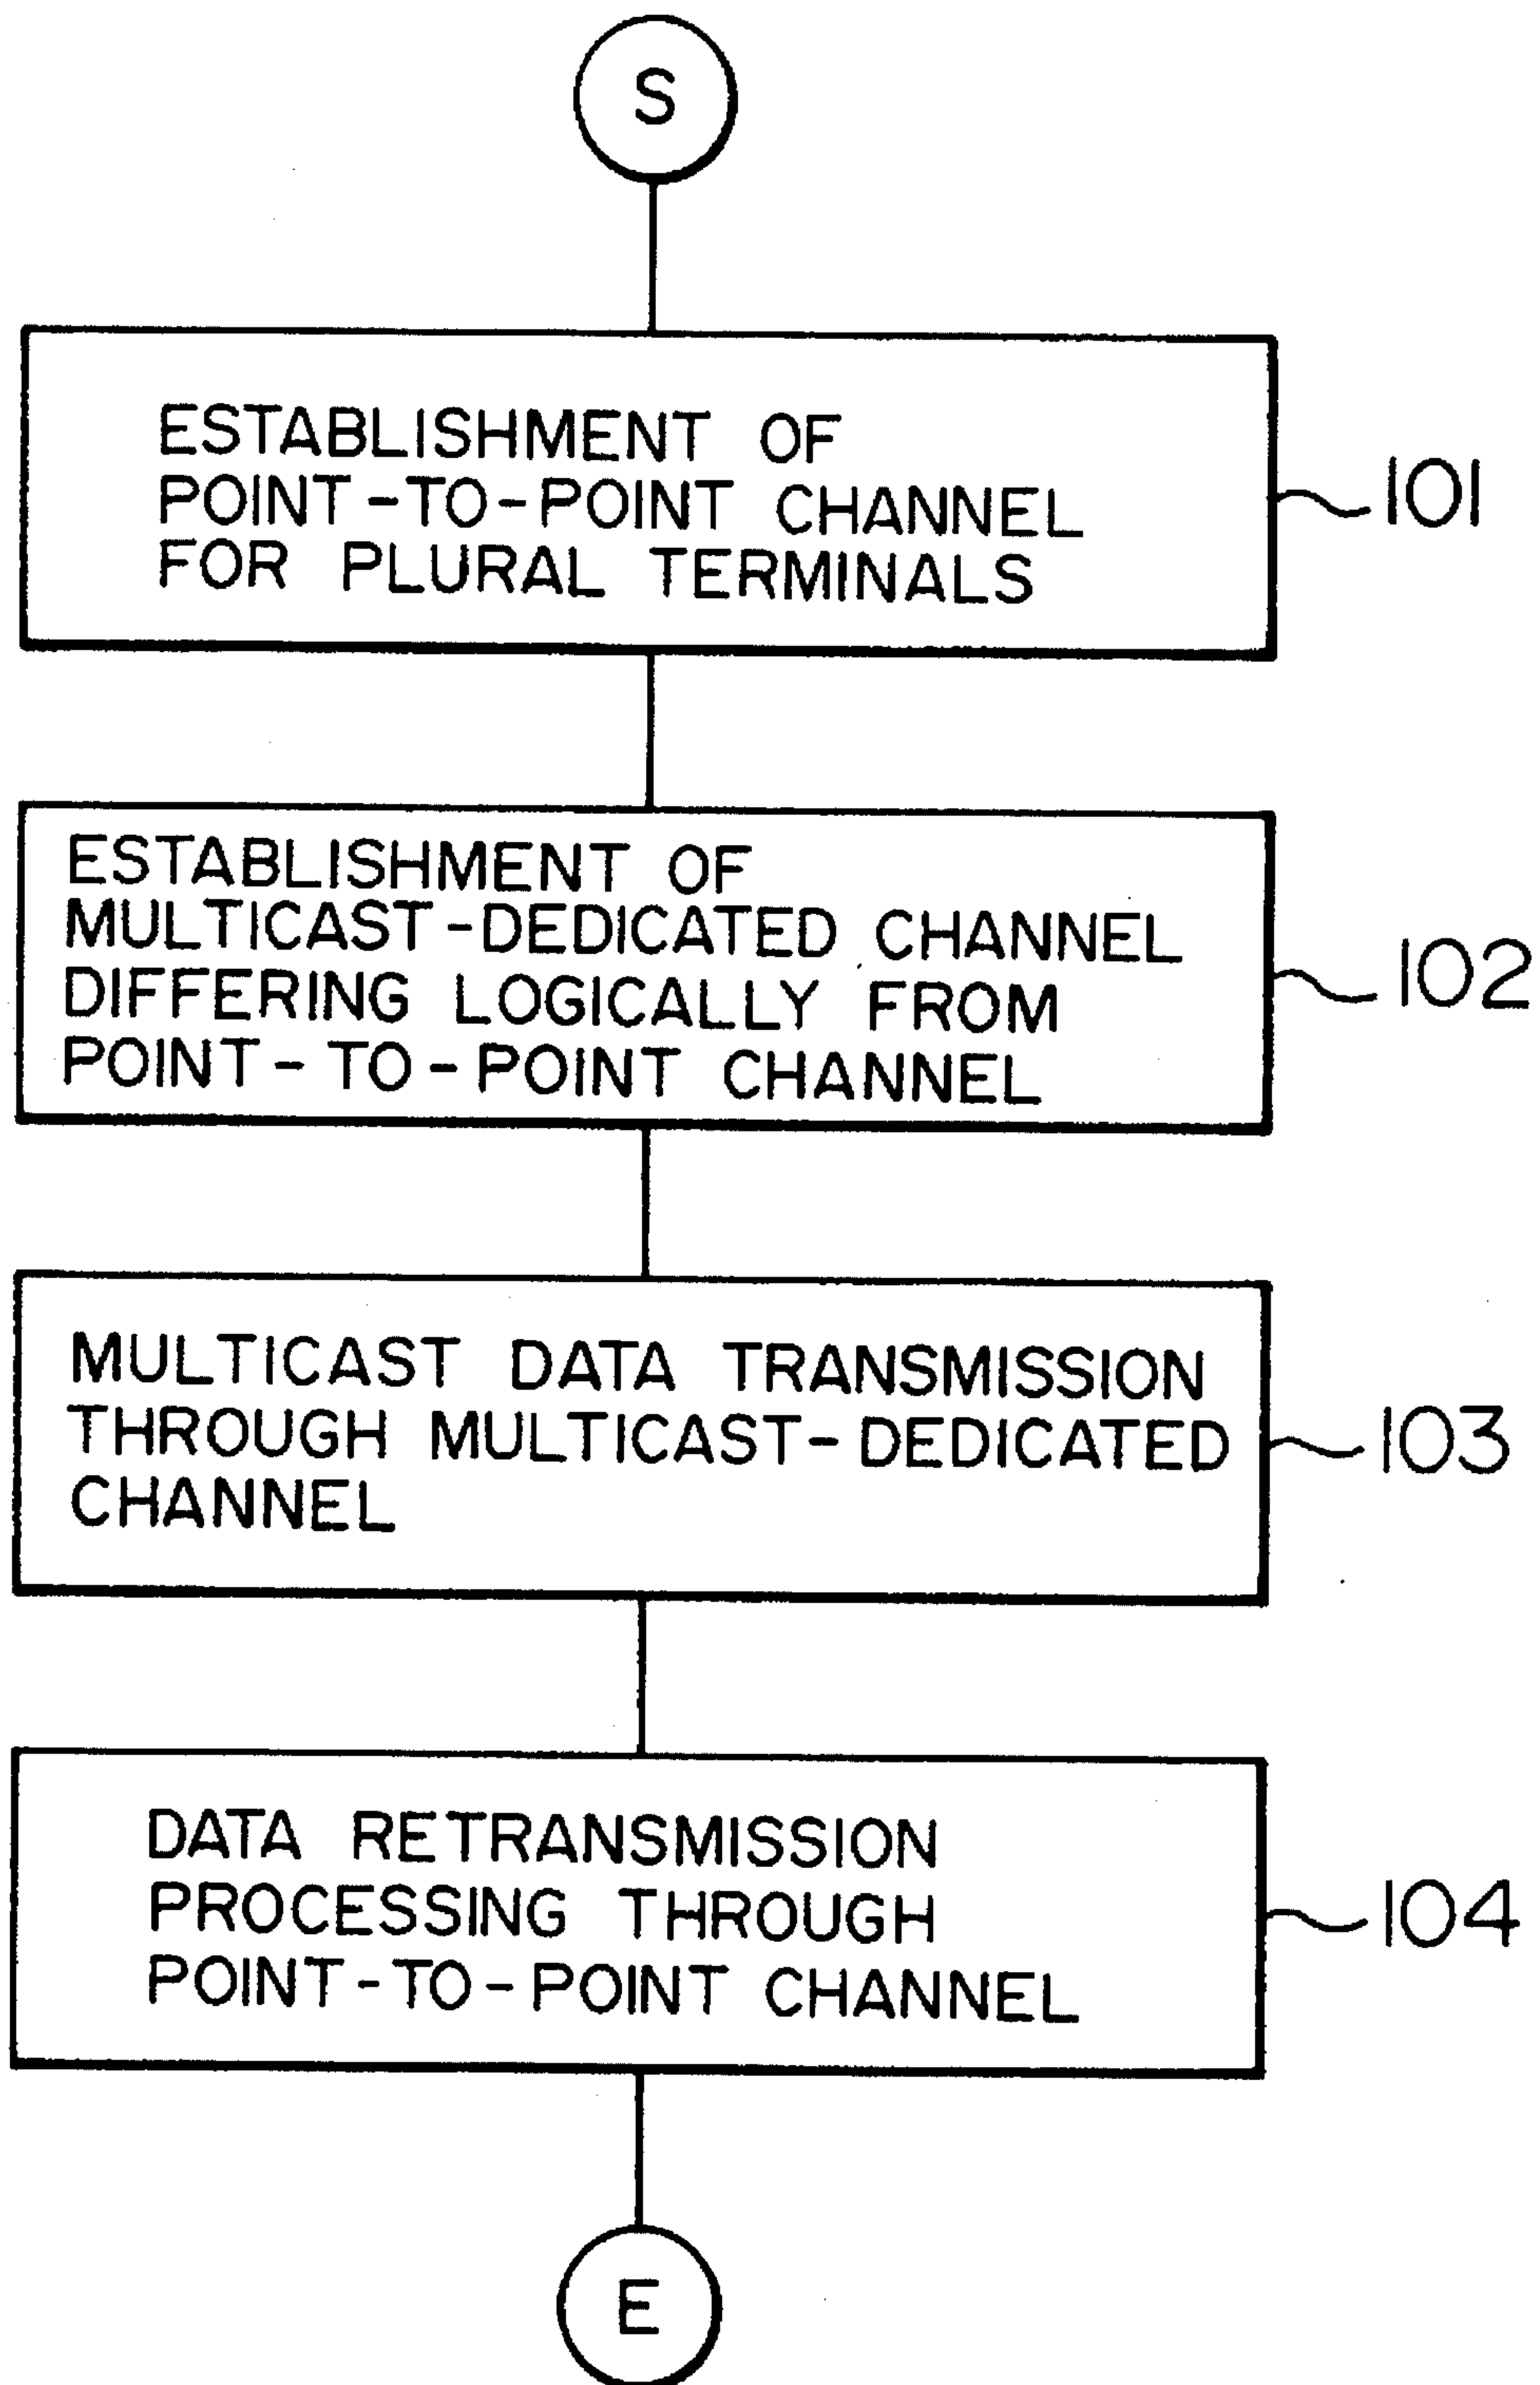 S
ESTABLISHMENT OF
POINT-TO-POINT CHANNEL
FOR PLURAL TERMINALS
101
ESTABLISHMENT OF
MULTICAST-DEDICATED CHANNEL
DIFFERING LOGICALLY FROM
POINT-TO-POINT CHANNEL
102
MULTICAST DATA TRANSMISSION
THROUGH MULTICAST-DEDICATED
CHANNEL
103
DATA RETRANSMISSION
PROCESSING THROUGH
POINT-TO-POINT CHANNEL
104
E